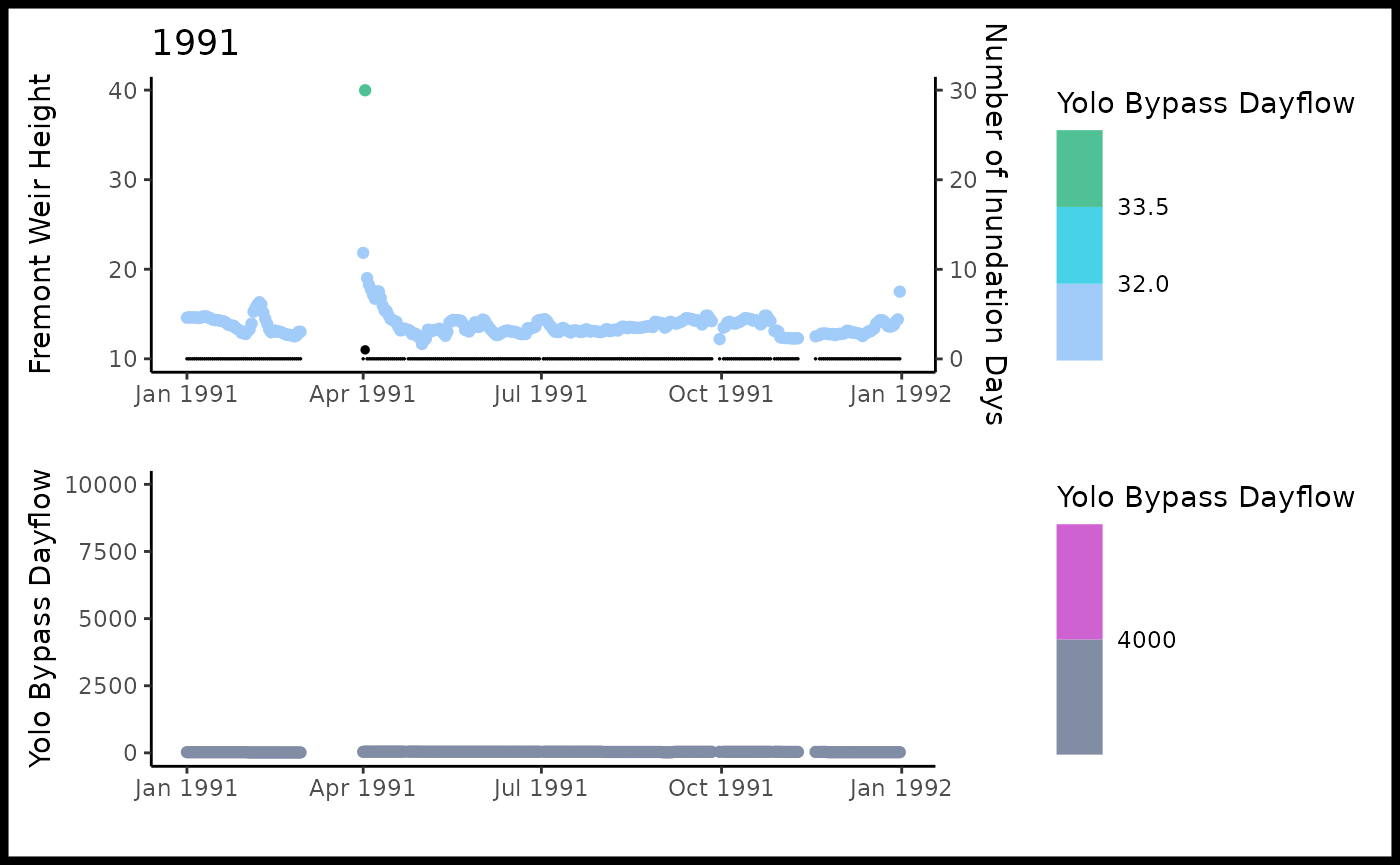 1991
Fremont Weir Height
40
30
20
10
30
20
10
0
Number of Inundation Days
Jan 1991
Apr 1991
Jul 1991
Oct 1991
Jan 1992
Yolo Bypass Dayflow
33.5
32.0
Yolo Bypass Dayflow
10000
7500
5000
2500
0
Jan 1991
Apr 1991
Jul 1991
Oct 1991
Jan 1992
Yolo Bypass Dayflow
4000